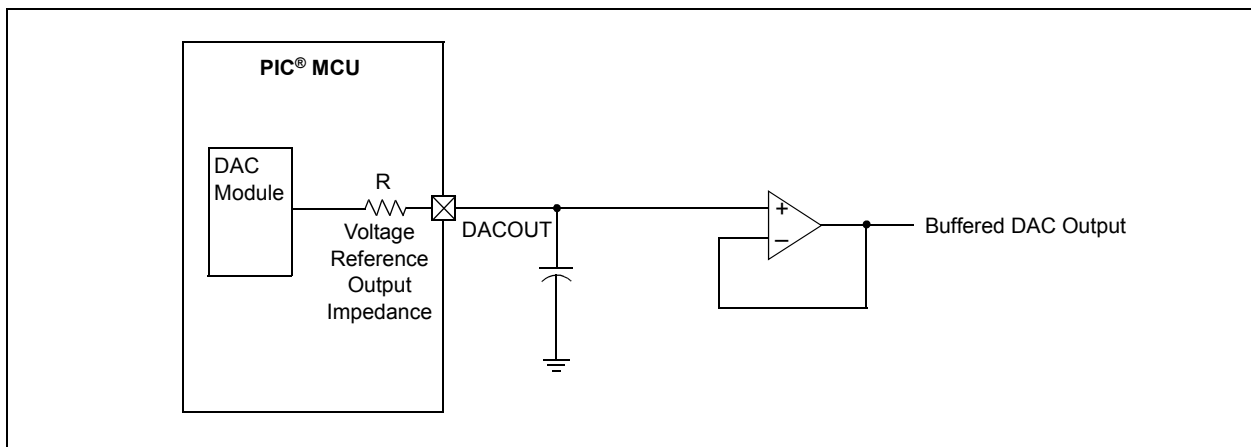 PIC® MCU
DAC
Module
R
DACOUT
Voltage
Reference
Output
Impedance
+
–
Buffered DAC Output